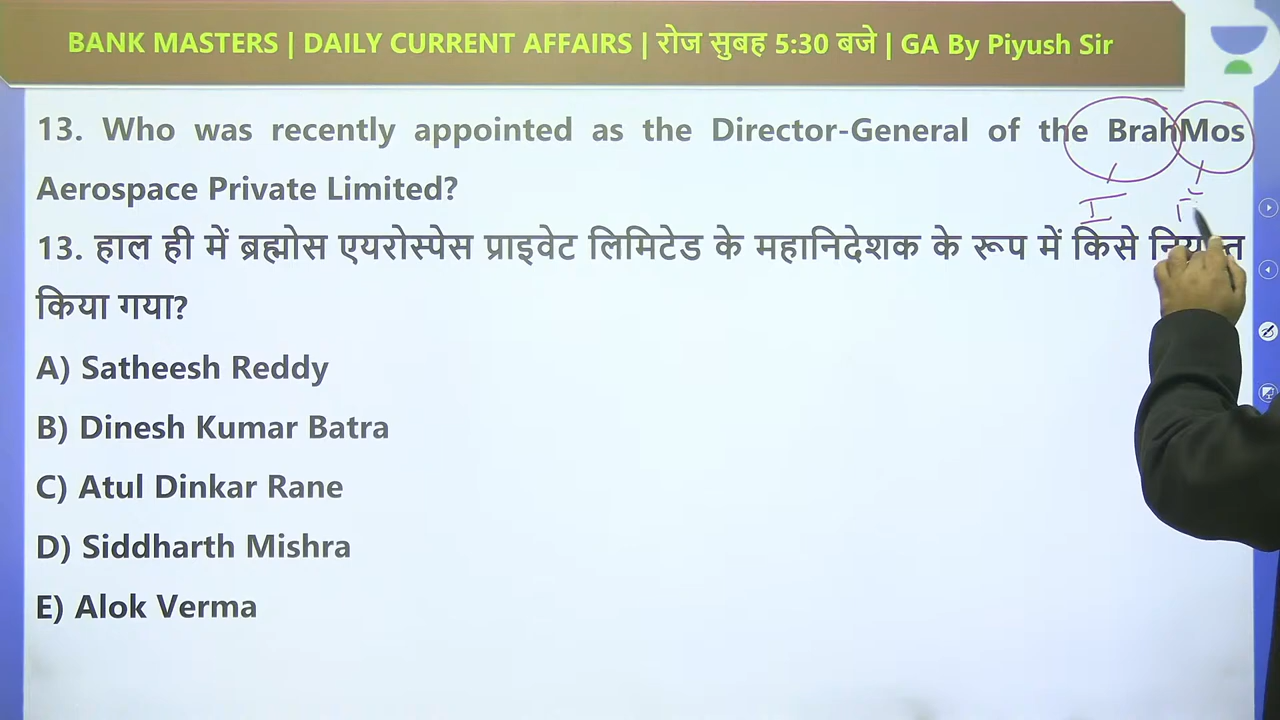 BANK MASTERS | DAILY CURRENT AFFAIRS | रोज सुबह 5:30 बजे | GA By Piyush Sir
13. Who was recently appointed as the Director-General of the BrahMos
Aerospace Private Limited?
I
13. हाल ही में ब्रह्मोस एयरोस्पेस प्राइवेट लिमिटेड के महानिदेशक के रूप में किसे
किया गया?
A) Satheesh Reddy
B) Dinesh Kumar Batra
C) Atul Dinkar Rane
D) Siddharth Mishra
E) Alok Verma